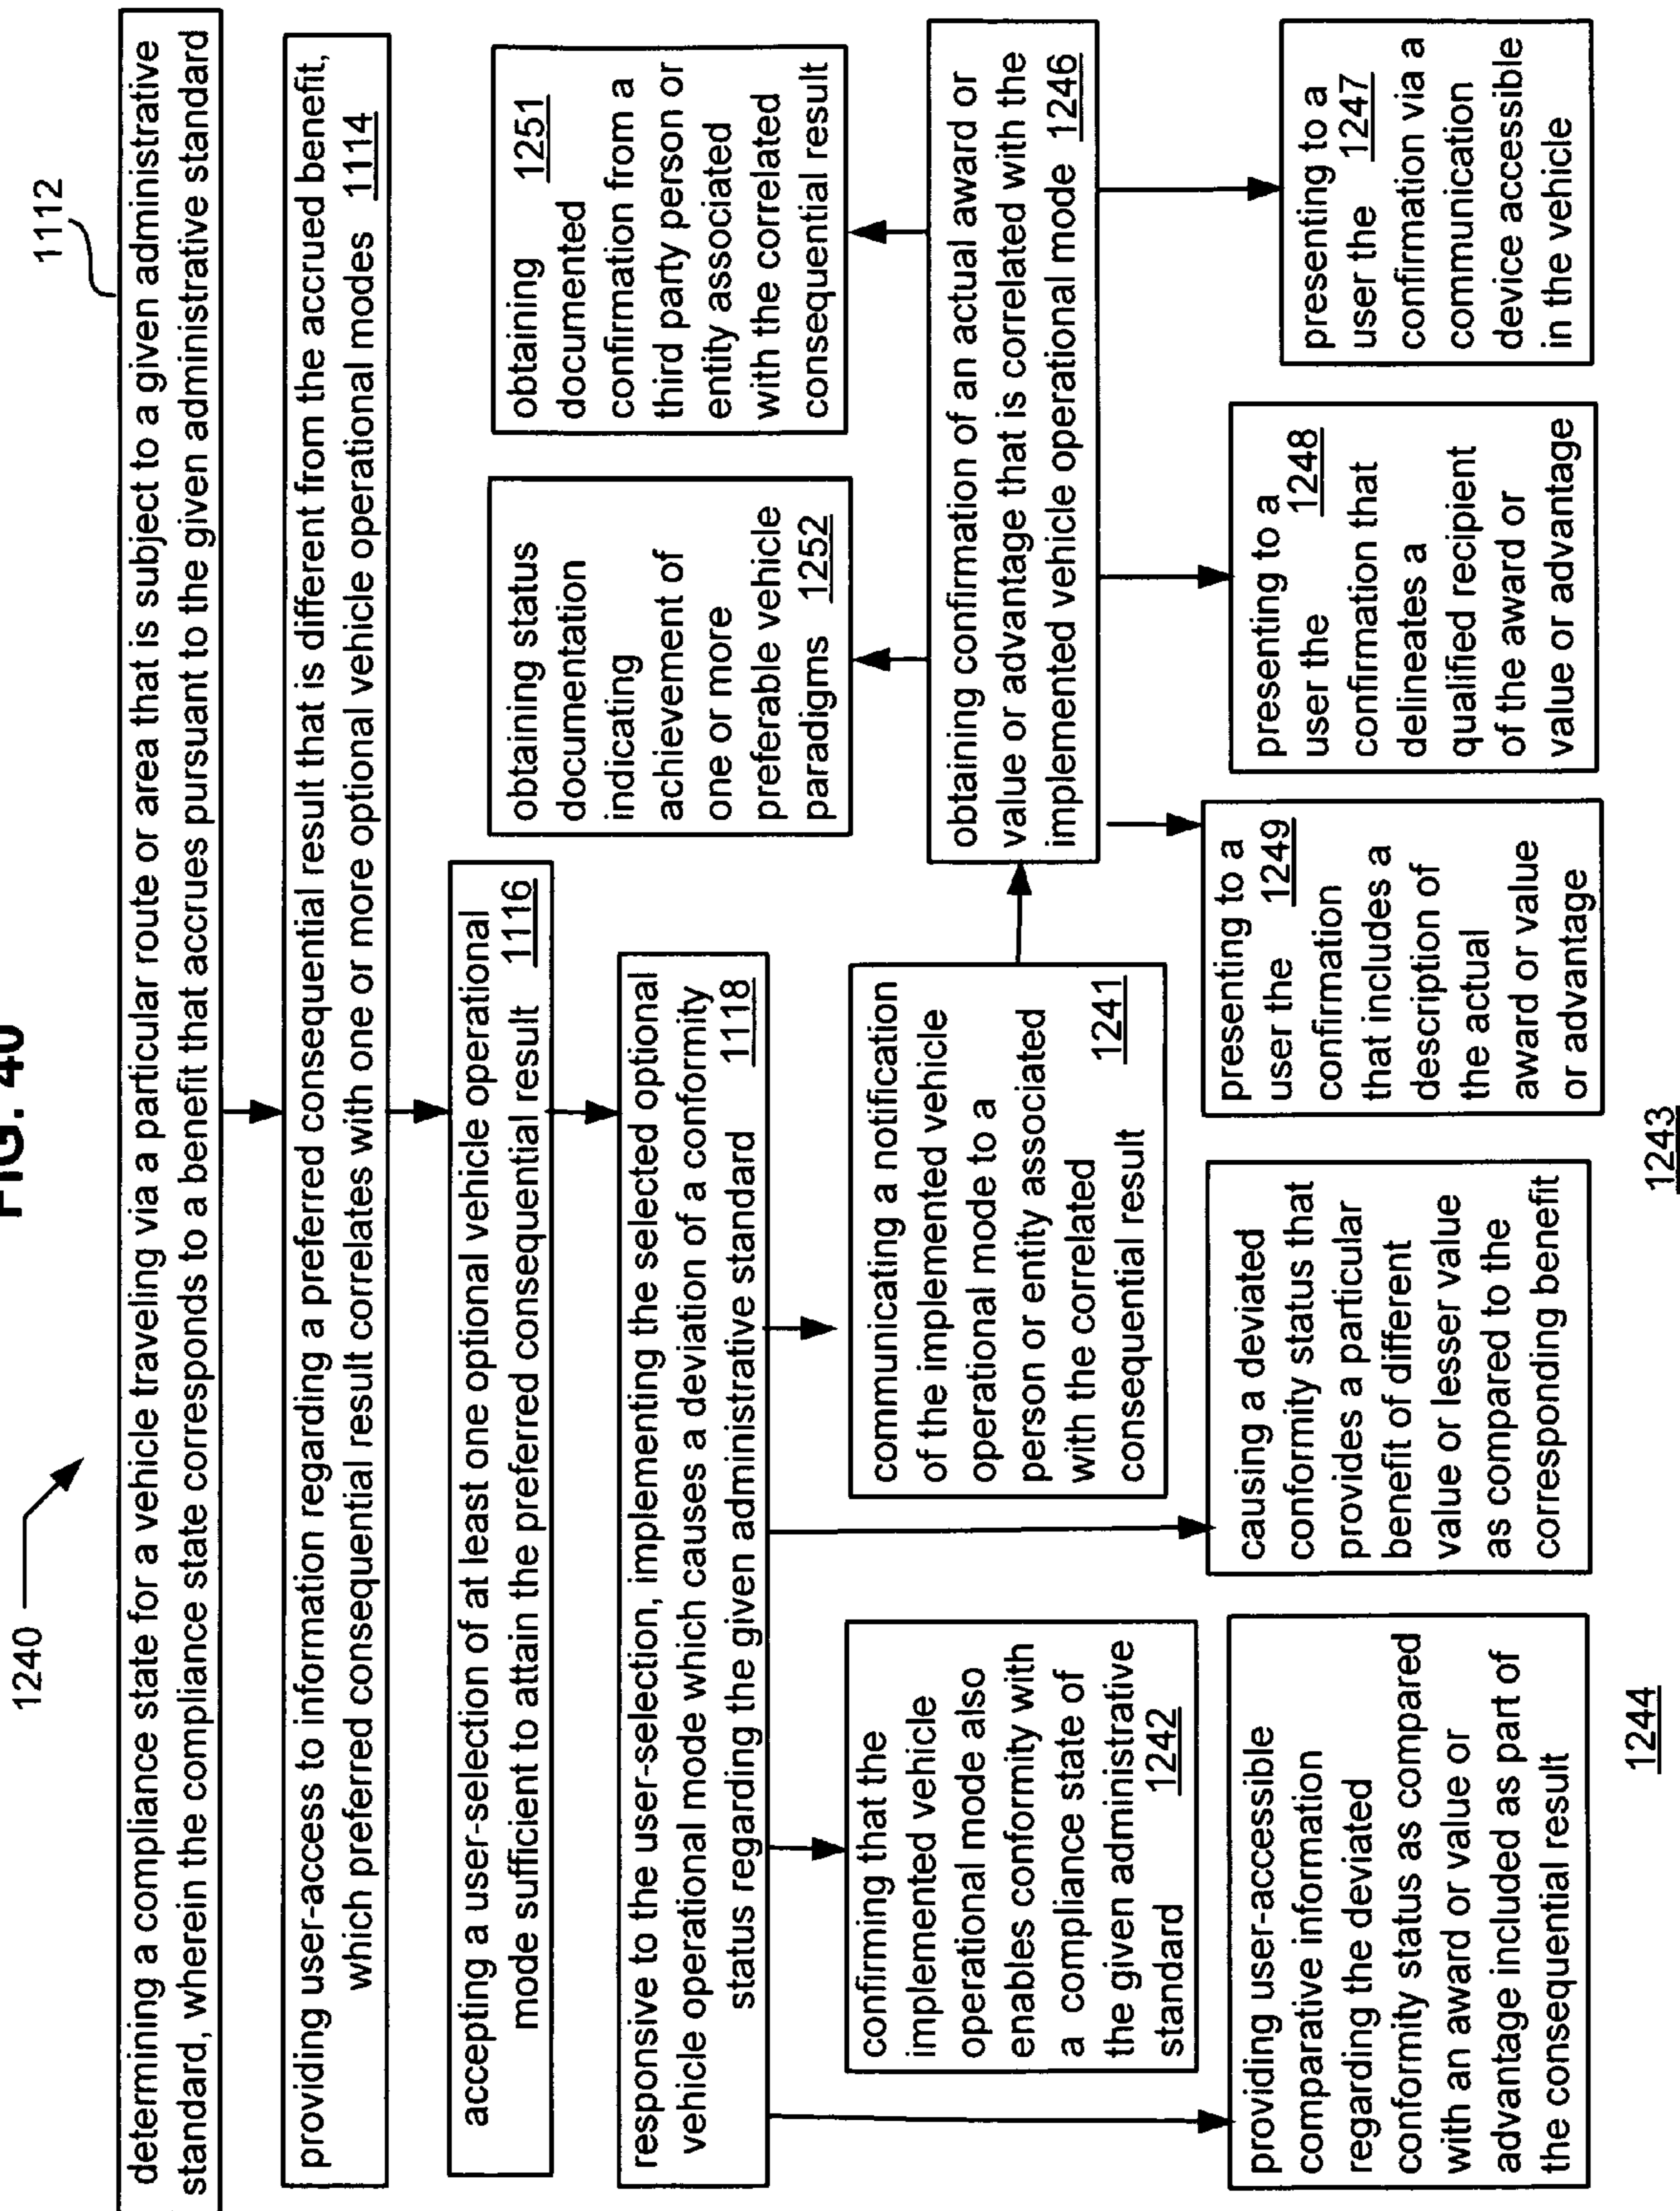 FIG. 40
1240
1112
determining a compliance state for a vehicle traveling via a particular route or area that is subject to a given administrative
standard, wherein the compliance state corresponds to a benefit that accrues pursuant to the given administrative standard
providing user-access to information regarding a preferred consequential result that is different from the accrued benefit,
which preferred consequential result correlates with one or more optional vehicle operational modes 1114
accepting a user-selection of at least one optional vehicle operational
mode sufficient to attain the preferred consequential result 1116
responsive to the user-selection, implementing the selected optional
vehicle operational mode which causes a deviation of a conformity
status regarding the given administrative standard 1118
confirming that the
implemented vehicle
operational mode also
enables conformity with
a compliance state of
the given administrative
standard 1242
communicating a notification
of the implemented vehicle
operational mode to a
person or entity associated
with the correlated
consequential result 1241
obtaining status
documentation
indicating
achievement of
one or more
preferable vehicle
paradigms 1252
obtaining 1251
documented
confirmation from a
third party person or
entity associated
with the correlated
consequential result
obtaining confirmation of an actual award or
value or advantage that is correlated with the
implemented vehicle operational mode 1246
providing user-accessible
comparative information
regarding the deviated
conformity status as compared
with an award or value or
advantage included as part of
the consequential result
1244
causing a deviated
conformity status that
provides a particular
benefit of different
value or lesser value
as compared to the
corresponding benefit
1243
presenting to a
user the 1249
confirmation
that includes a
description of
the actual
award or value
or advantage
presenting to a
user the 1248
confirmation that
delineates a
qualified recipient
of the award or
value or advantage
presenting to a
user the 1247
confirmation via a
communication
device accessible
in the vehicle